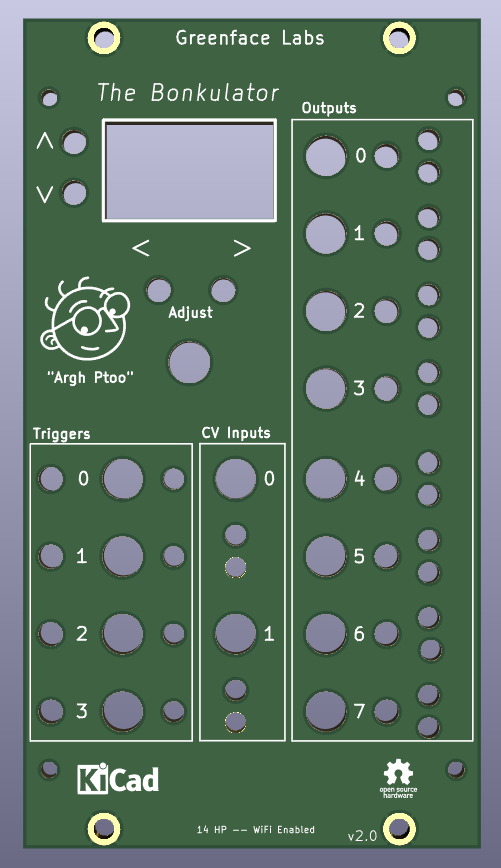 Greenface Labs
The Bonkulator
Outputs
^
v
< >
Adjust
"Argh Ptoo"
0
1
2
3
4
5
6
7
Triggers
0
1
2
3
CV Inputs
0
1
KiCad
open source
hardware
14 HP -- WiFi Enabled
v2.0